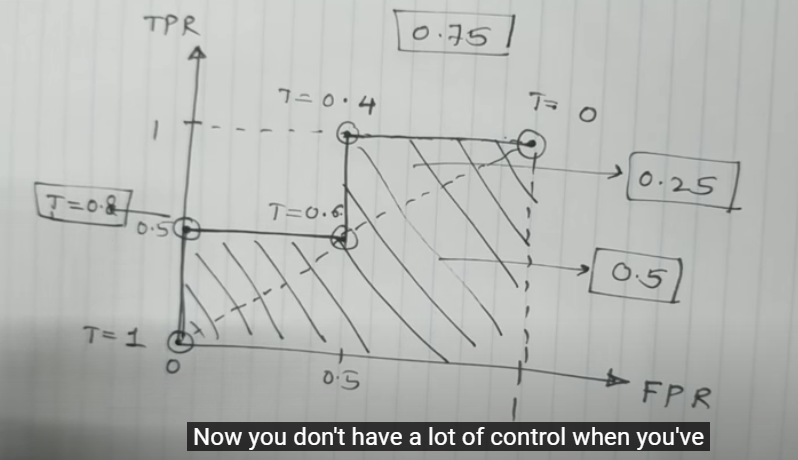 TPR
0.75
T= 0.4
T= 0
1
0.25
T=0.8
0.5
T=0.6
0.5
T= 1
0
0.5
1
FPR
Now you don't have a lot of control when you've